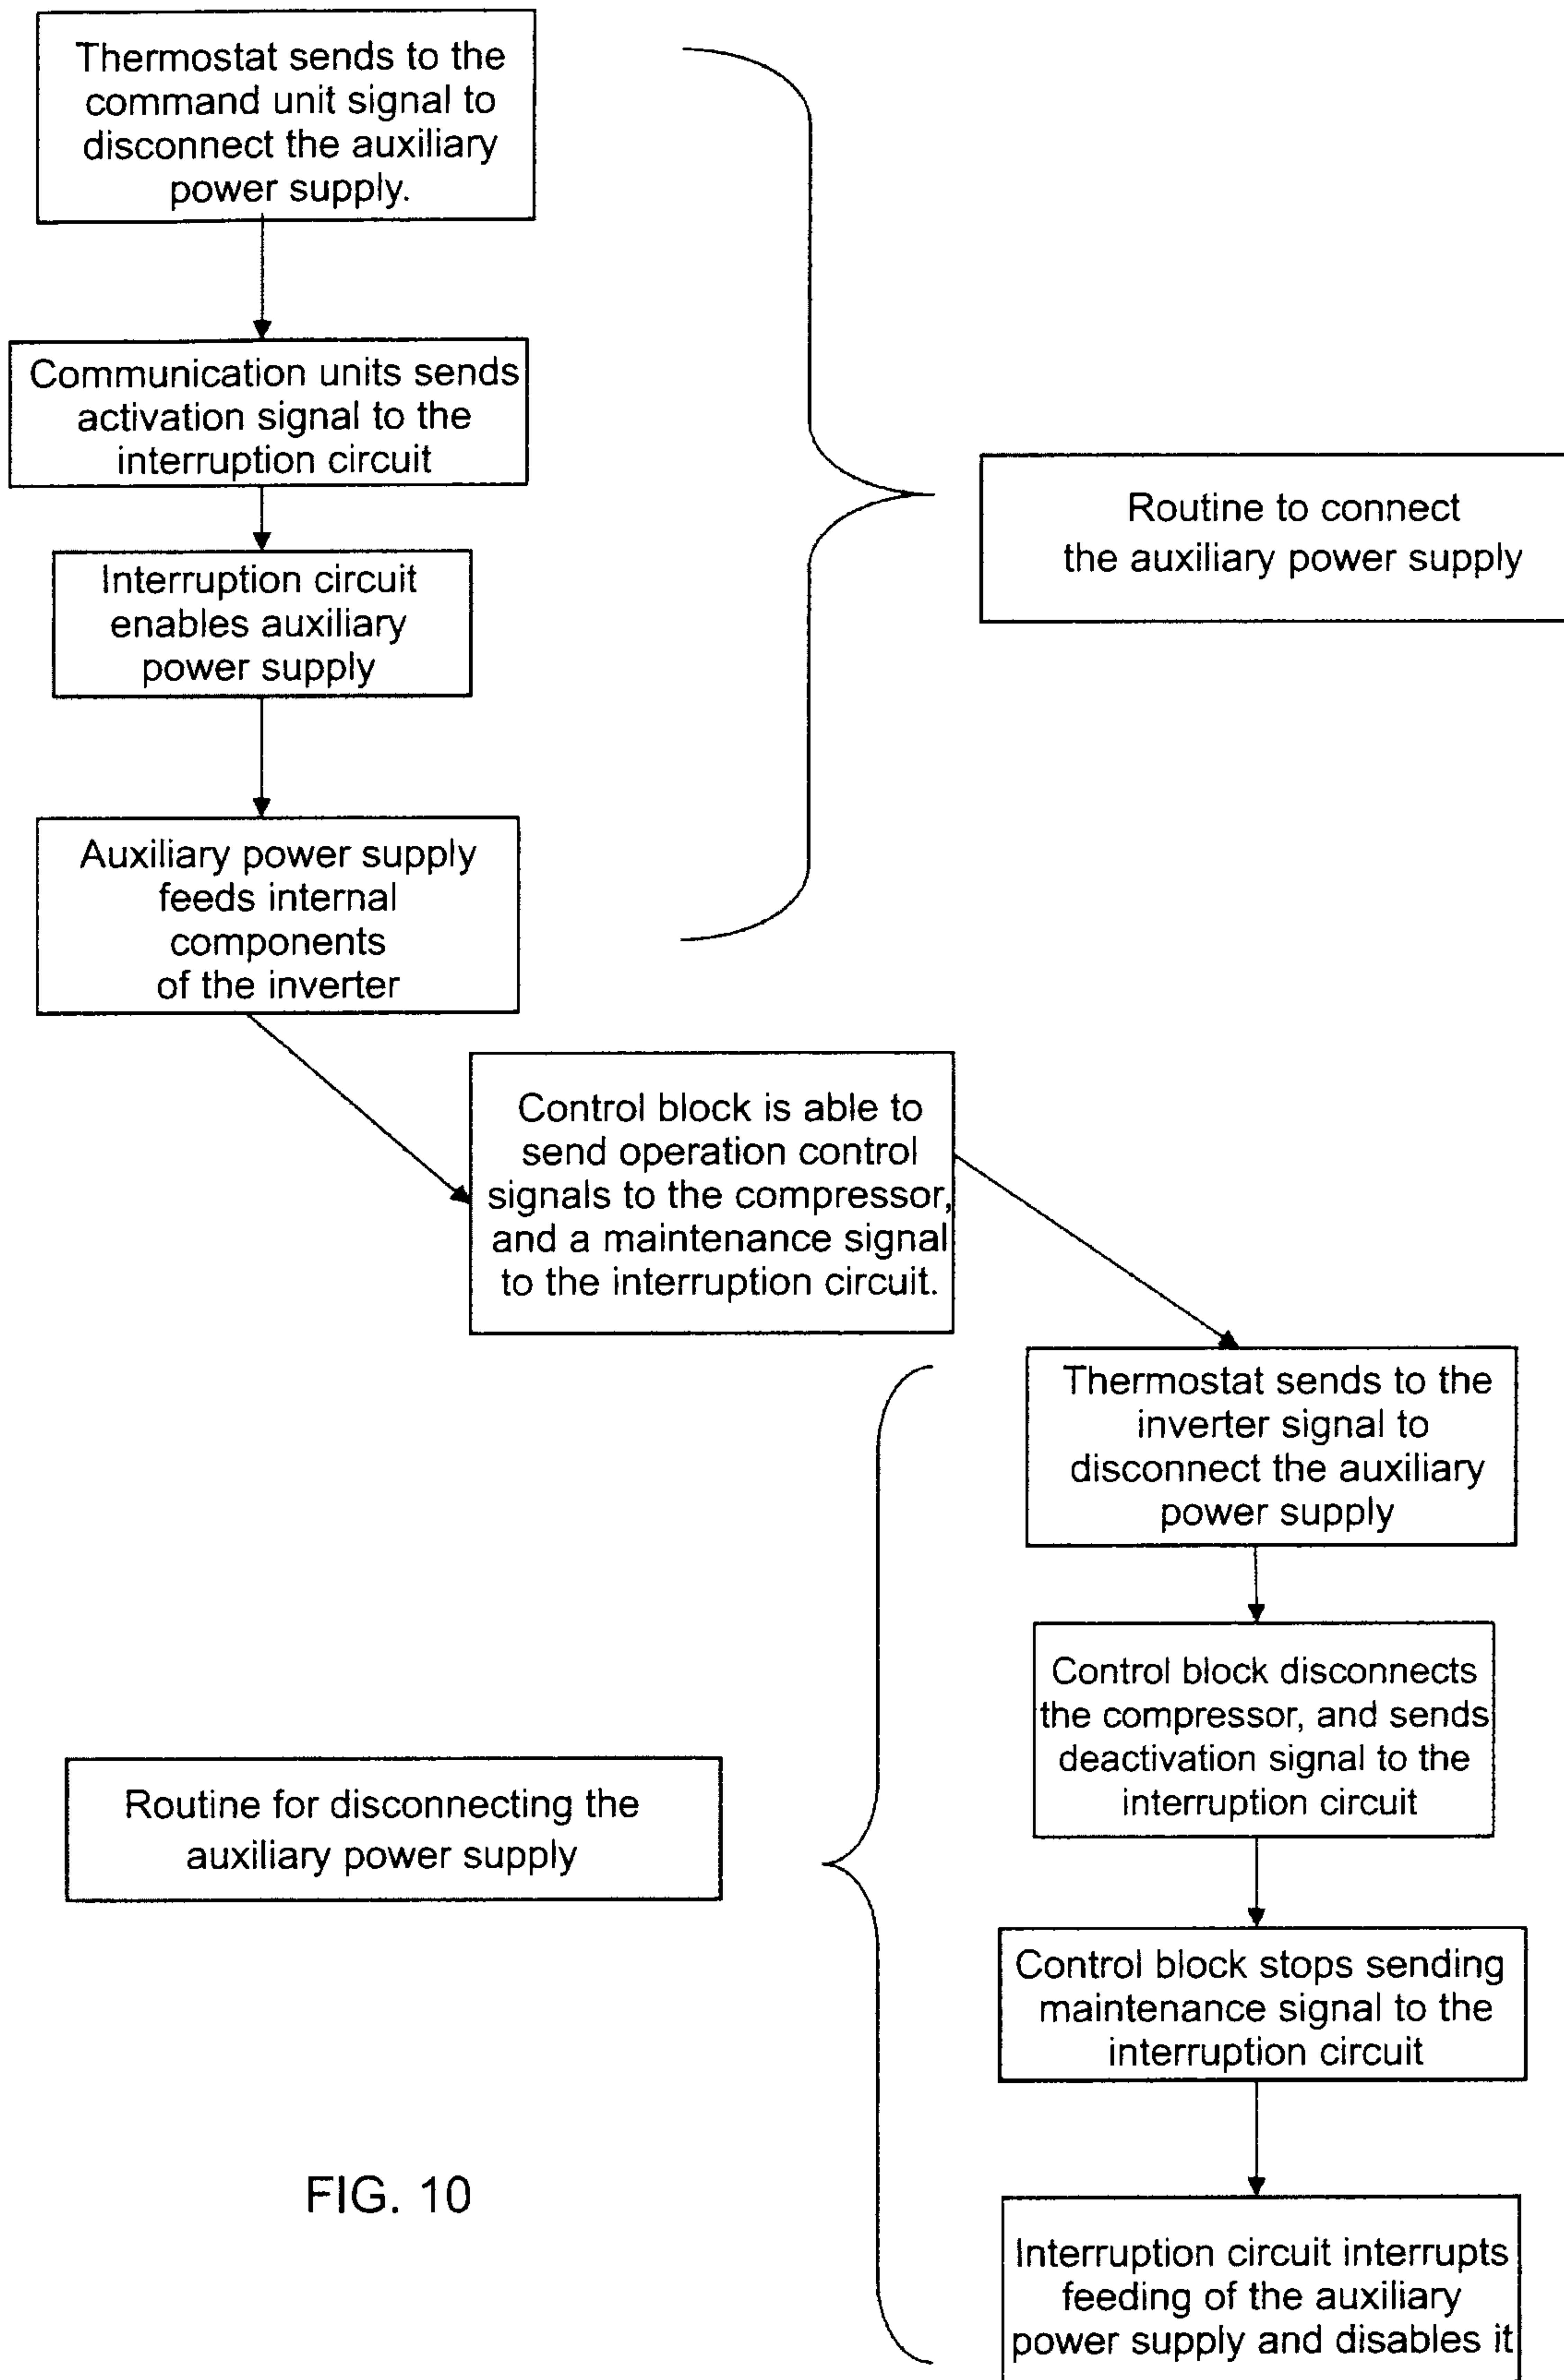 Thermostat sends to the
command unit signal to
disconnect the auxiliary
power supply.
Communication units sends
activation signal to the
interruption circuit
Interruption circuit
enables auxiliary
power supply
Auxiliary power supply
feeds internal
components
of the inverter
Routine to connect
the auxiliary power supply
Control block is able to
send operation control
signals to the compressor,
and a maintenance signal
to the interruption circuit.
Thermostat sends to the
inverter signal to
disconnect the auxiliary
power supply
Control block disconnects
the compressor, and sends
deactivation signal to the
interruption circuit
Control block stops sending
maintenance signal to the
interruption circuit
Interruption circuit interrupts
feeding of the auxiliary
power supply and disables it
Routine for disconnecting the
auxiliary power supply
FIG. 10